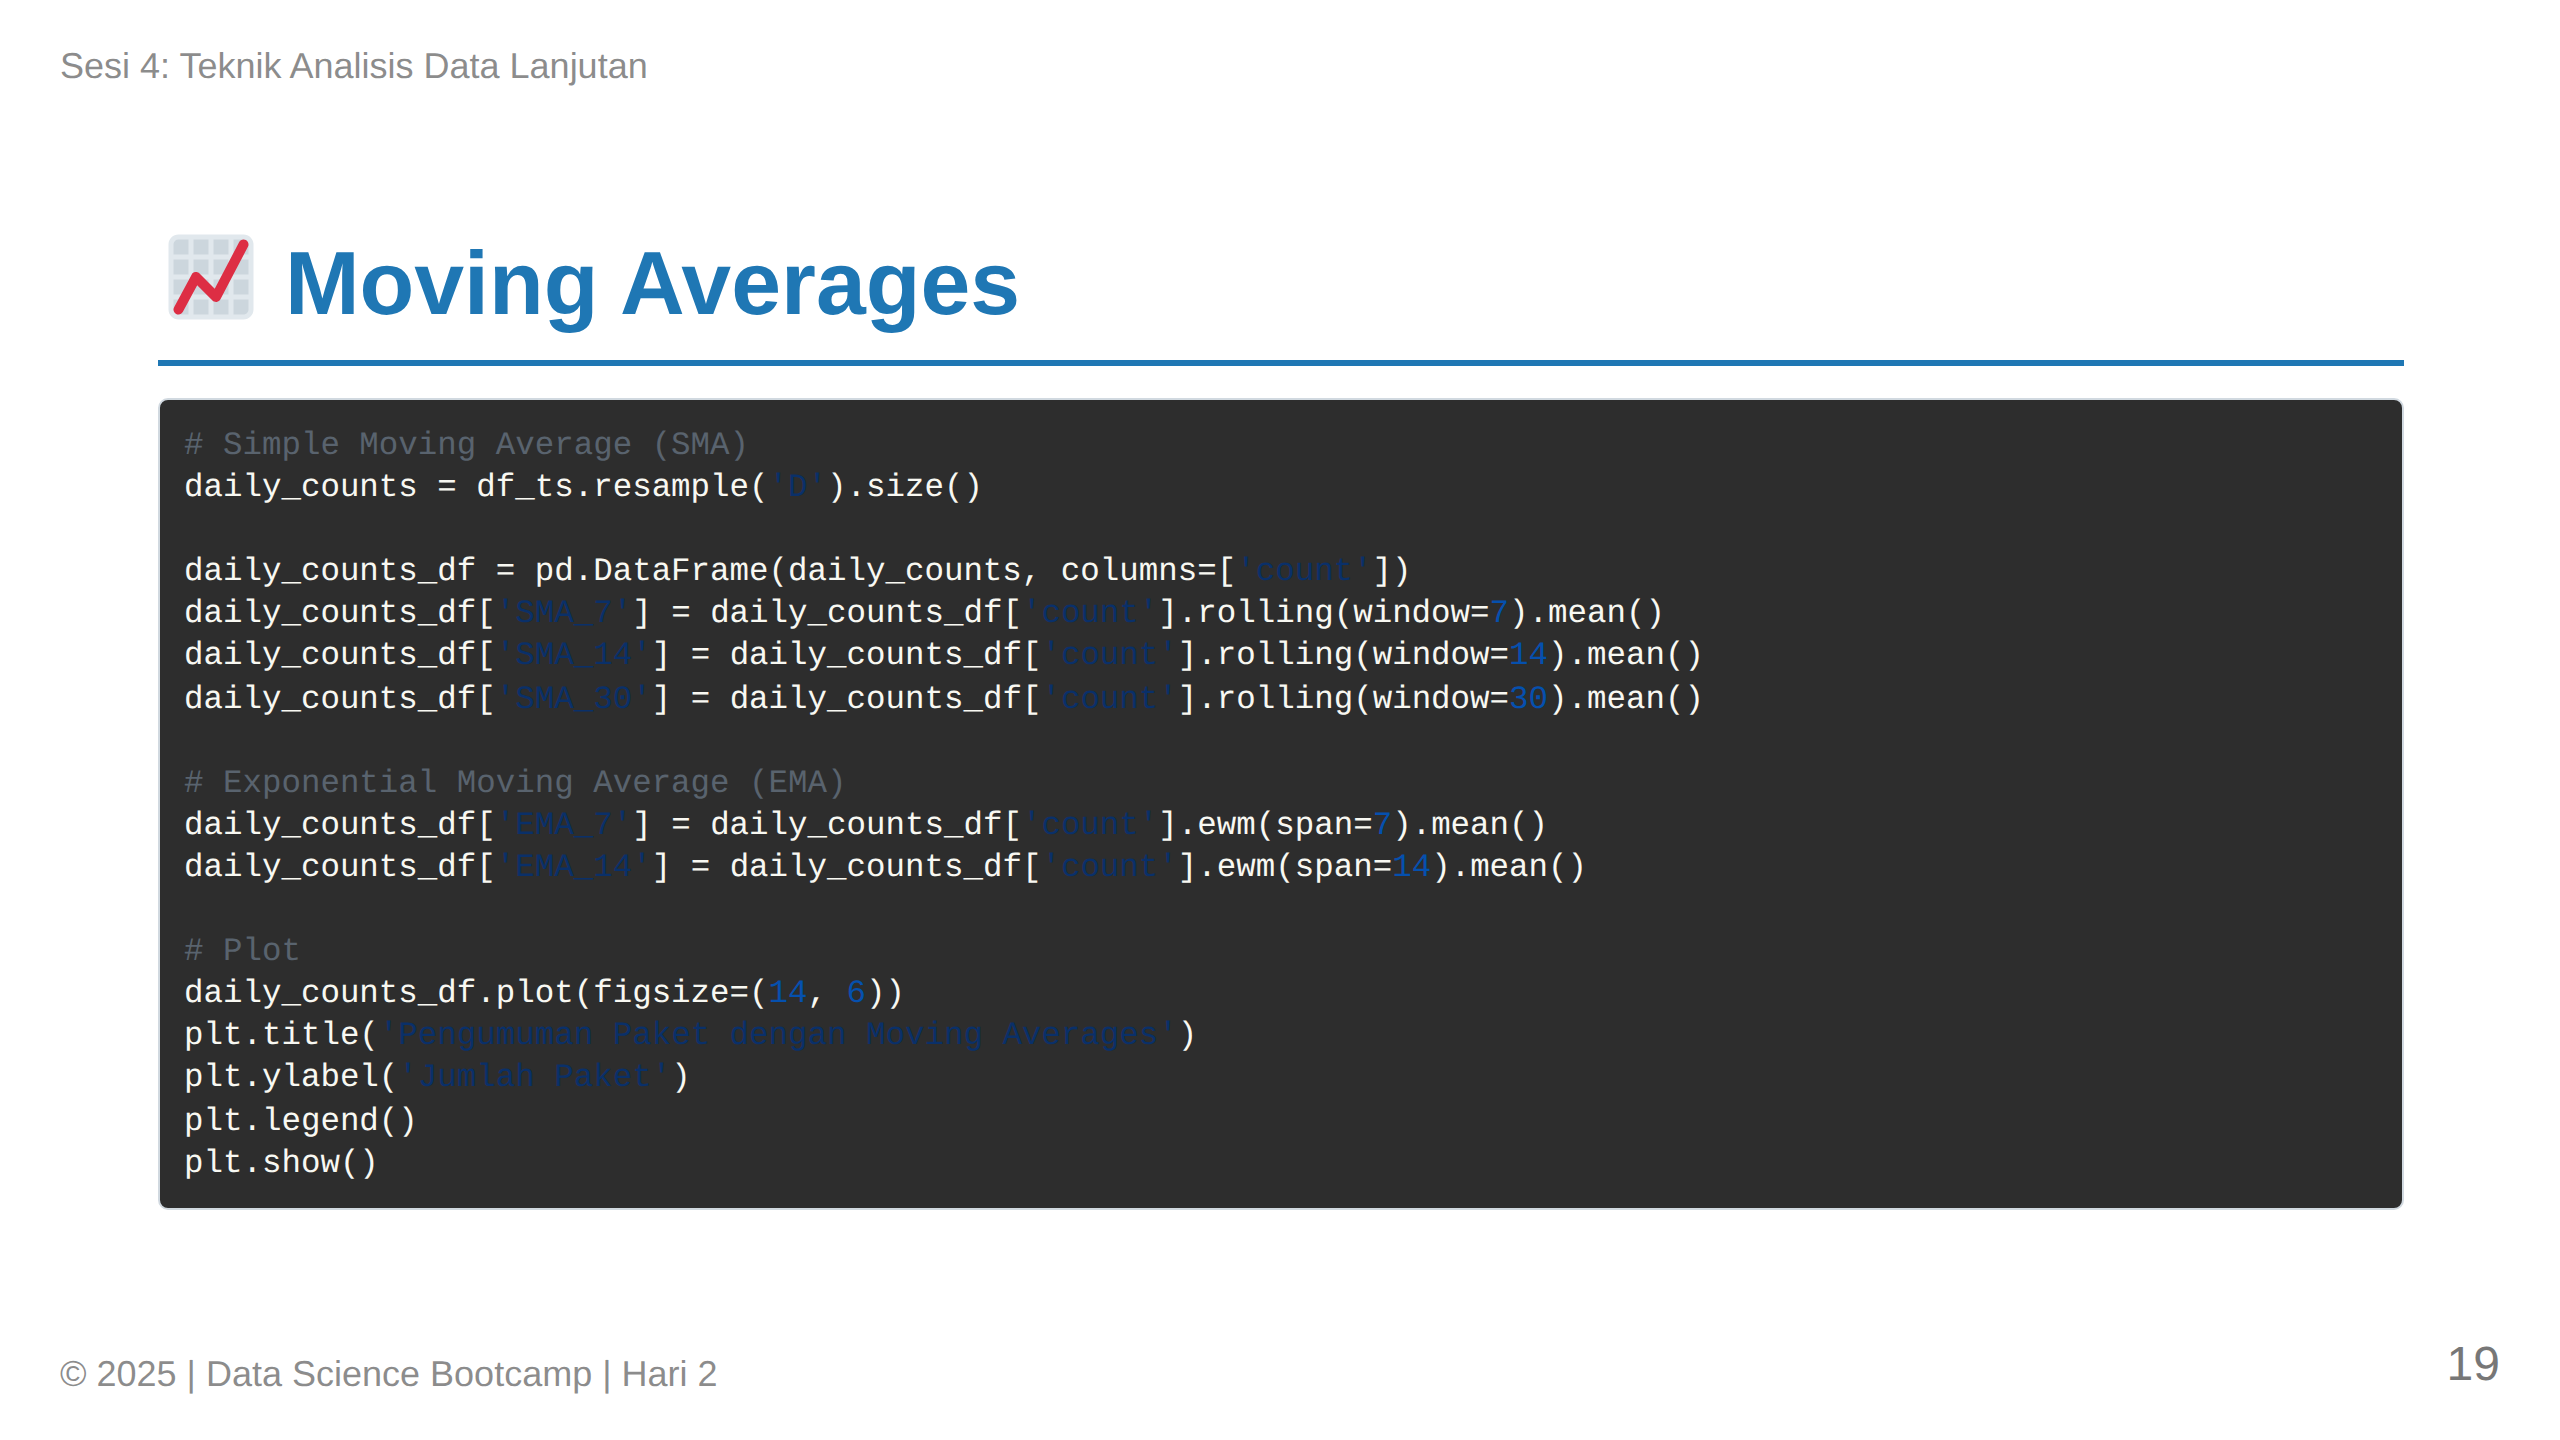 Sesi 4: Teknik Analisis Data Lanjutan
Moving Averages
# Simple Moving Average (SMA)
daily_counts = df_ts.resample('D').size()
daily_counts_df = pd.DataFrame(daily_counts, columns=['count'])
daily_counts_df['SMA_7'] = daily_counts_df['count'].rolling(window=7).mean()
daily_counts_df['SMA_14'] = daily_counts_df['count'].rolling(window=14).mean()
daily_counts_df['SMA_30'] = daily_counts_df['count'].rolling(window=30).mean()
# Exponential Moving Average (EMA)
daily_counts_df['EMA_7'] = daily_counts_df['count'].ewm(span=7).mean()
daily_counts_df['EMA_14'] = daily_counts_df['count'].ewm(span=14).mean()
# Plot
daily_counts_df.plot(figsize=(14, 6))
plt.title('Pengumuman Paket dengan Moving Averages')
plt.ylabel('Jumlah Paket')
plt.legend()
plt.show()
© 2025 | Data Science Bootcamp | Hari 2
19